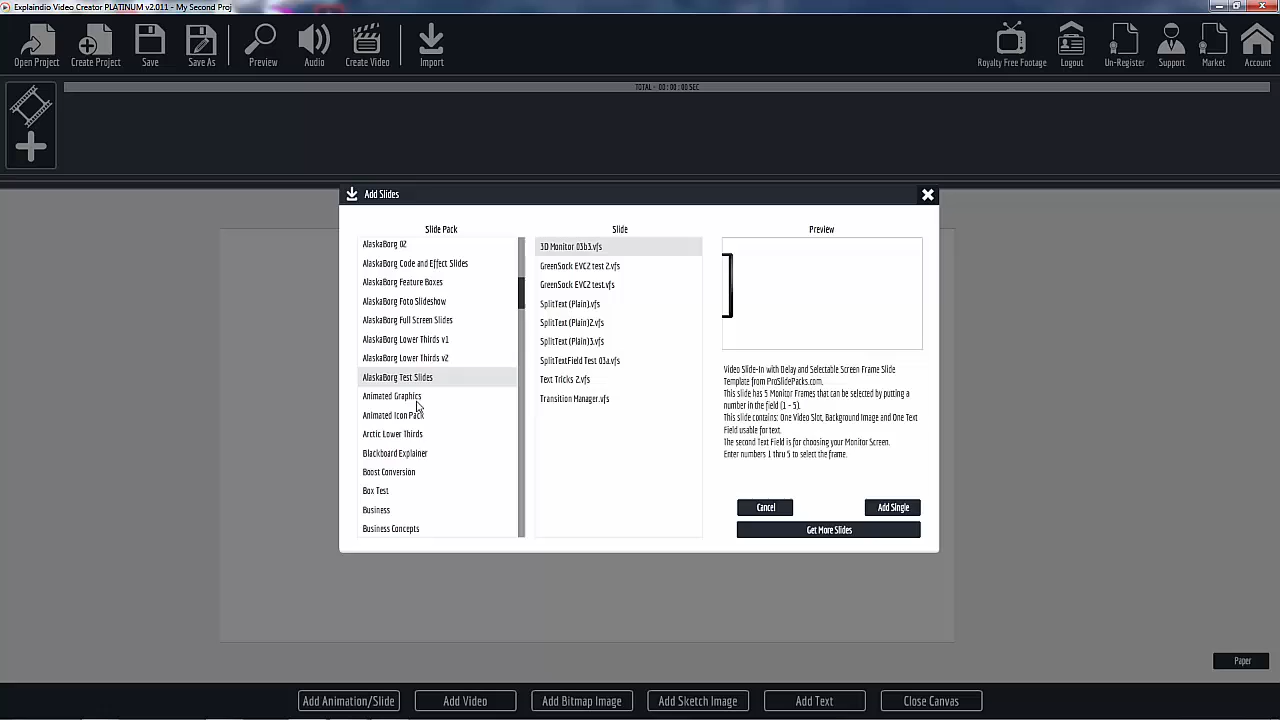 Explaindio Video Creator PLATINUM v2.011 - My Second Proj
Open Project
Create Project
Save
Save As
Preview
Audio
Create Video
Import
Royalty Free Footage
Logout
Un-Register
Support
Market
Account
TOTAL - 00 : 00 : 00 SEC
Add Slides
Slide Pack
Slide
Preview
AlaskaBorg 02
AlaskaBorg Code and Effect Slides
AlaskaBorg Feature Boxes
AlaskaBorg Foto Slideshow
AlaskaBorg Full Screen Slides
AlaskaBorg Lower Thirds v1
AlaskaBorg Lower Thirds v2
AlaskaBorg Test Slides
Animated Graphics
Animated Icon Pack
Arctic Lower Thirds
Blackboard Explainer
Boost Conversion
Box Test
Business
Business Concepts
3D Monitor 03b3.vfs
GreenSock EVC2 test 2.vfs
GreenSock EVC2 test.vfs
SplitText (Plain).vfs
SplitText (Plain)2.vfs
SplitText (Plain)3.vfs
SplitTextField Test 03a.vfs
Text Tricks 2.vfs
Transition Manager.vfs
Video Slide-In with Delay and Selectable Screen Frame Slide
Template from ProSlidePacks.com.
This slide has 5 Monitor Frames that can be selected by putting a
number in the field (1 - 5).
This slide contains: One Video Slot, Background Image and One Text
Field usable for text.
The second Text Field is for choosing your Monitor Screen.
Enter numbers 1 thru 5 to select the frame.
Cancel
Add Single
Get More Slides
Paper
Add Animation/Slide
Add Video
Add Bitmap Image
Add Sketch Image
Add Text
Close Canvas